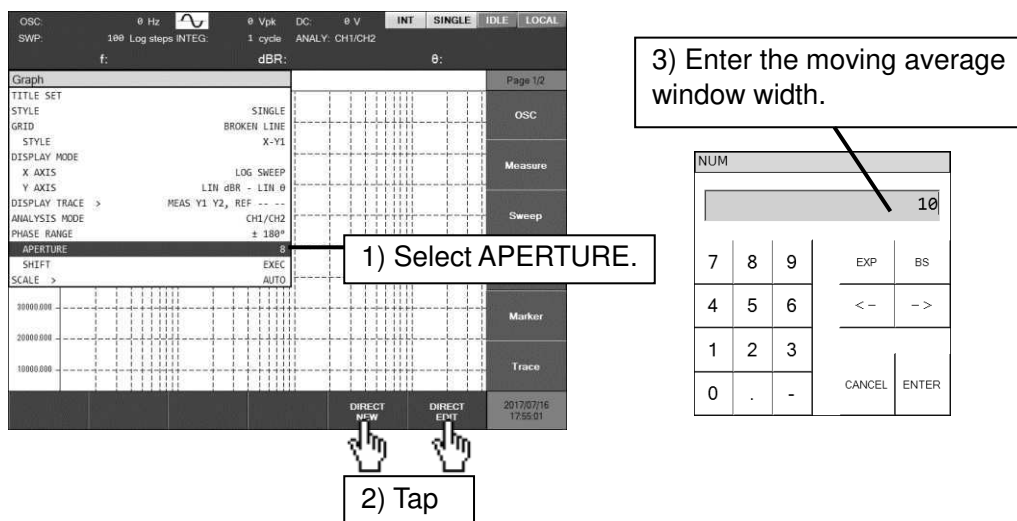 OSC: 0 Hz 0 Vpk DC: 0 V INT SINGLE IDLE LOCAL
SWP: 100 Log steps INTEG: 1 cycle ANALY: CH1/CH2
f: dBR: θ:
Graph
TITLE SET
STYLE SINGLE
GRID BROKEN LINE
STYLE X-Y1
DISPLAY MODE
X AXIS LOG SWEEP
Y AXIS LIN dBR - LIN θ
DISPLAY TRACE > MEAS Y1 Y2, REF -- --
ANALYSIS MODE CH1/CH2
PHASE RANGE ± 180°
APERTURE 8
SHIFT EXEC
SCALE > AUTO
30000.000
20000.000
10000.000
Page 1/2
OSC
Measure
Sweep
Marker
Trace
DIRECT NEW
DIRECT EDIT
2017/07/16
17:55:01
1) Select APERTURE.
2) Tap
3) Enter the moving average
window width.
NUM
10
7 8 9 EXP BS
4 5 6 <- ->
1 2 3
0 . - CANCEL ENTER